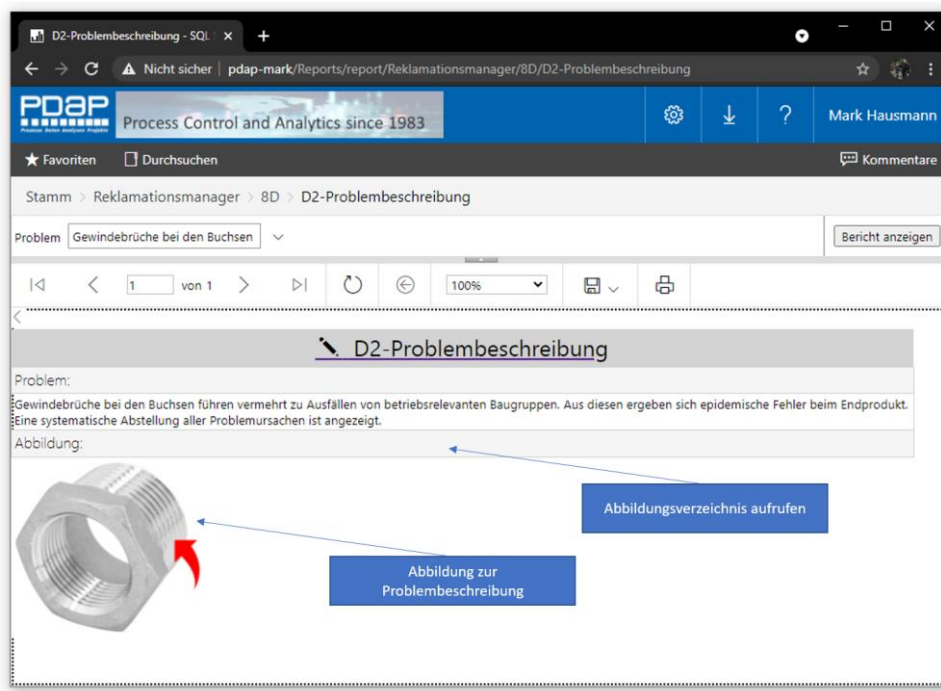 D2-Problembeschreibung - SQL S
Nicht sicher | pdap-mark/Reports/report/Reklamationsmanager/8D/D2-Problembeschreibung
PDAP
Prozesse Daten Analysen Projekte
Process Control and Analytics since 1983
? Mark Hausmann
Favoriten Durchsuchen Kommentare
Stamm > Reklamationsmanager > 8D > D2-Problembeschreibung
Problem Gewindebrüche bei den Buchsen Bericht anzeigen
1 von 1 100%
D2-Problembeschreibung
Problem:
Gewindebrüche bei den Buchsen führen vermehrt zu Ausfällen von betriebsrelevanten Baugruppen. Aus diesen ergeben sich epidemische Fehler beim Endprodukt.
Eine systematische Abstellung aller Problemursachen ist angezeigt.
Abbildung:
Abbildungsverzeichnis aufrufen
Abbildung zur
Problembeschreibung